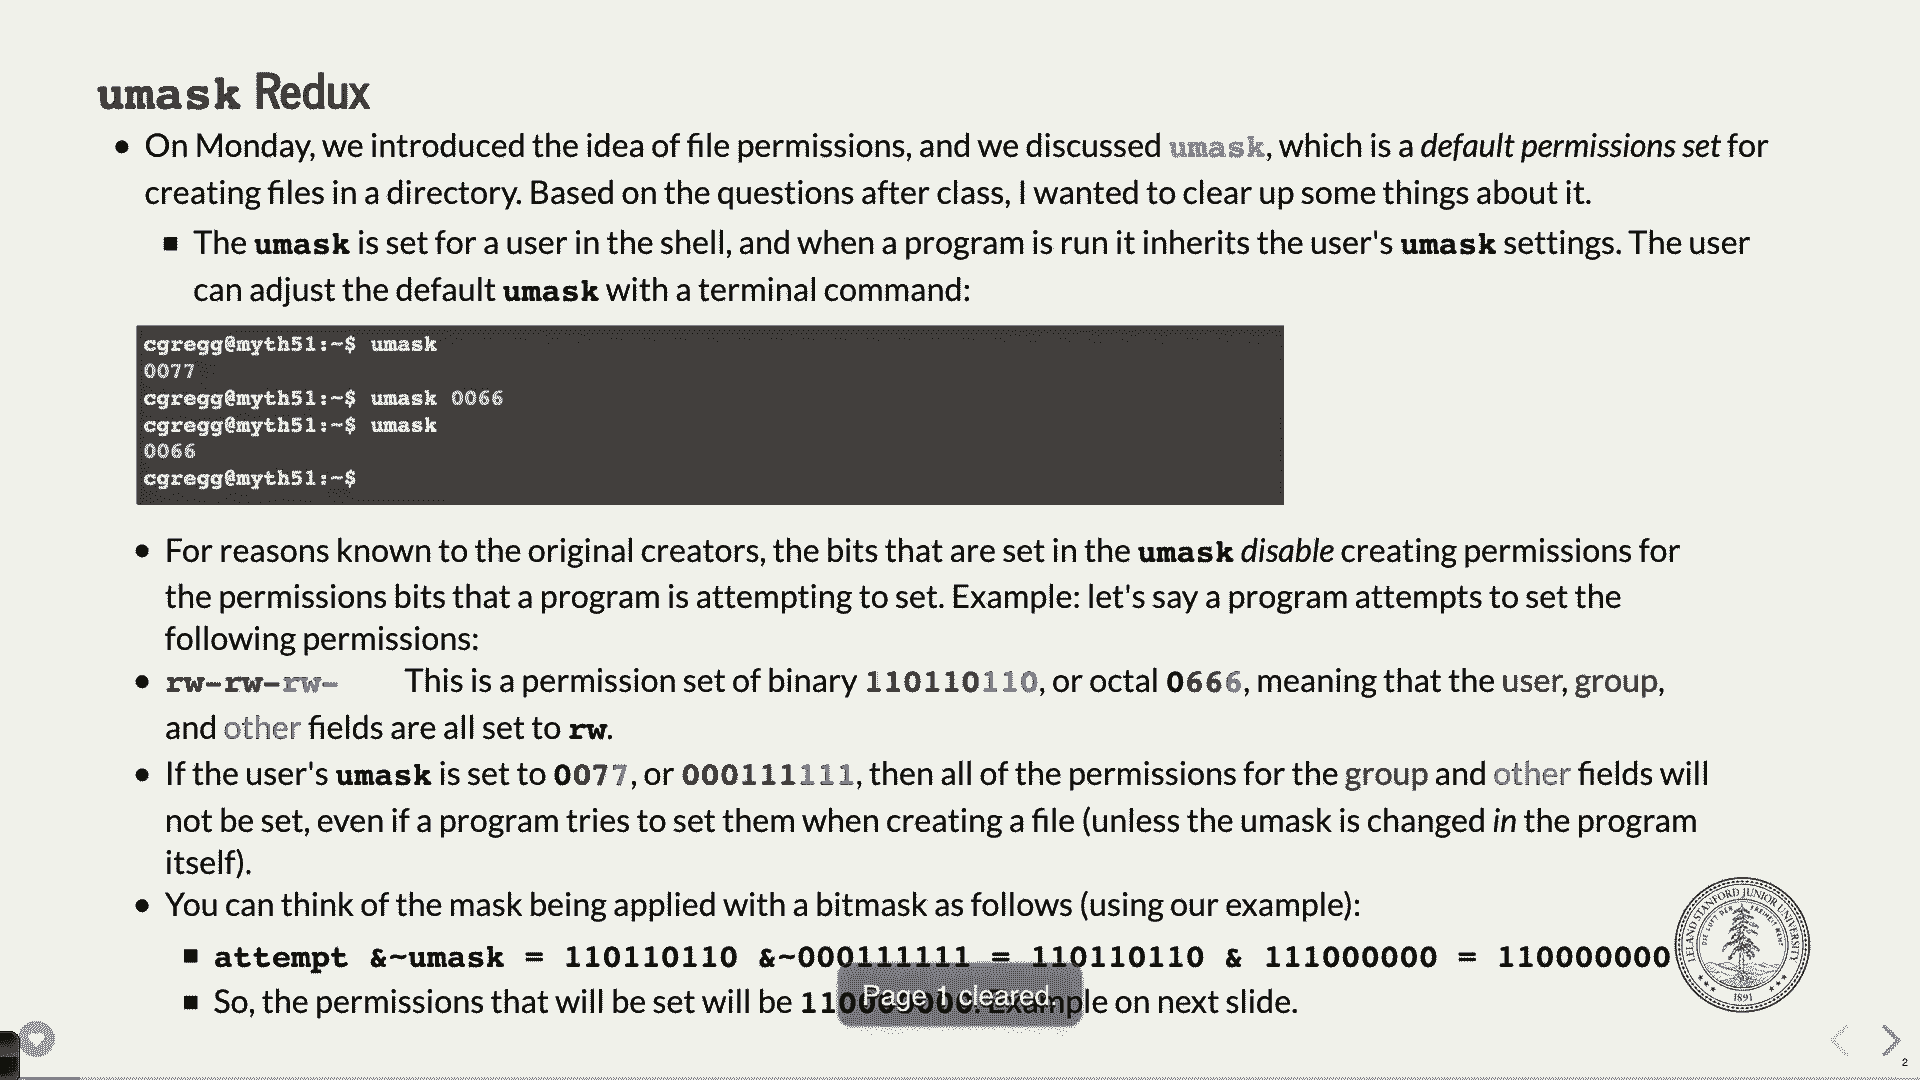 umask Redux
On Monday, we introduced the idea of file permissions, and we discussed umask, which is a default permissions set for
creating files in a directory. Based on the questions after class, I wanted to clear up some things about it.
The umask is set for a user in the shell, and when a program is run it inherits the user's umask settings. The user
can adjust the default umask with a terminal command:
cgregg@myth51:~$ umask
0077
cgregg@myth51:~$ umask 0066
cgregg@myth51:~$ umask
0066
cgregg@myth51:~$
For reasons known to the original creators, the bits that are set in the umask disable creating permissions for
the permissions bits that a program is attempting to set. Example: let's say a program attempts to set the
following permissions:
rw-rw-rw- This is a permission set of binary 110110110, or octal 0666, meaning that the user, group,
and other fields are all set to rw.
If the user's umask is set to 0077, or 000111111, then all of the permissions for the group and other fields will
not be set, even if a program tries to set them when creating a file (unless the umask is changed in the program
itself).
You can think of the mask being applied with a bitmask as follows (using our example):
attempt &~umask = 110110110 &~000111111 = 110110110 & 111000000 = 110000000
So, the permissions that will be set will be 110000000. Example on next slide.
Page 1 cleared
LELAND STANFORD JUNIOR UNIVERSITY
DIE LUFT DER FREIHEIT WEHT
1891
2